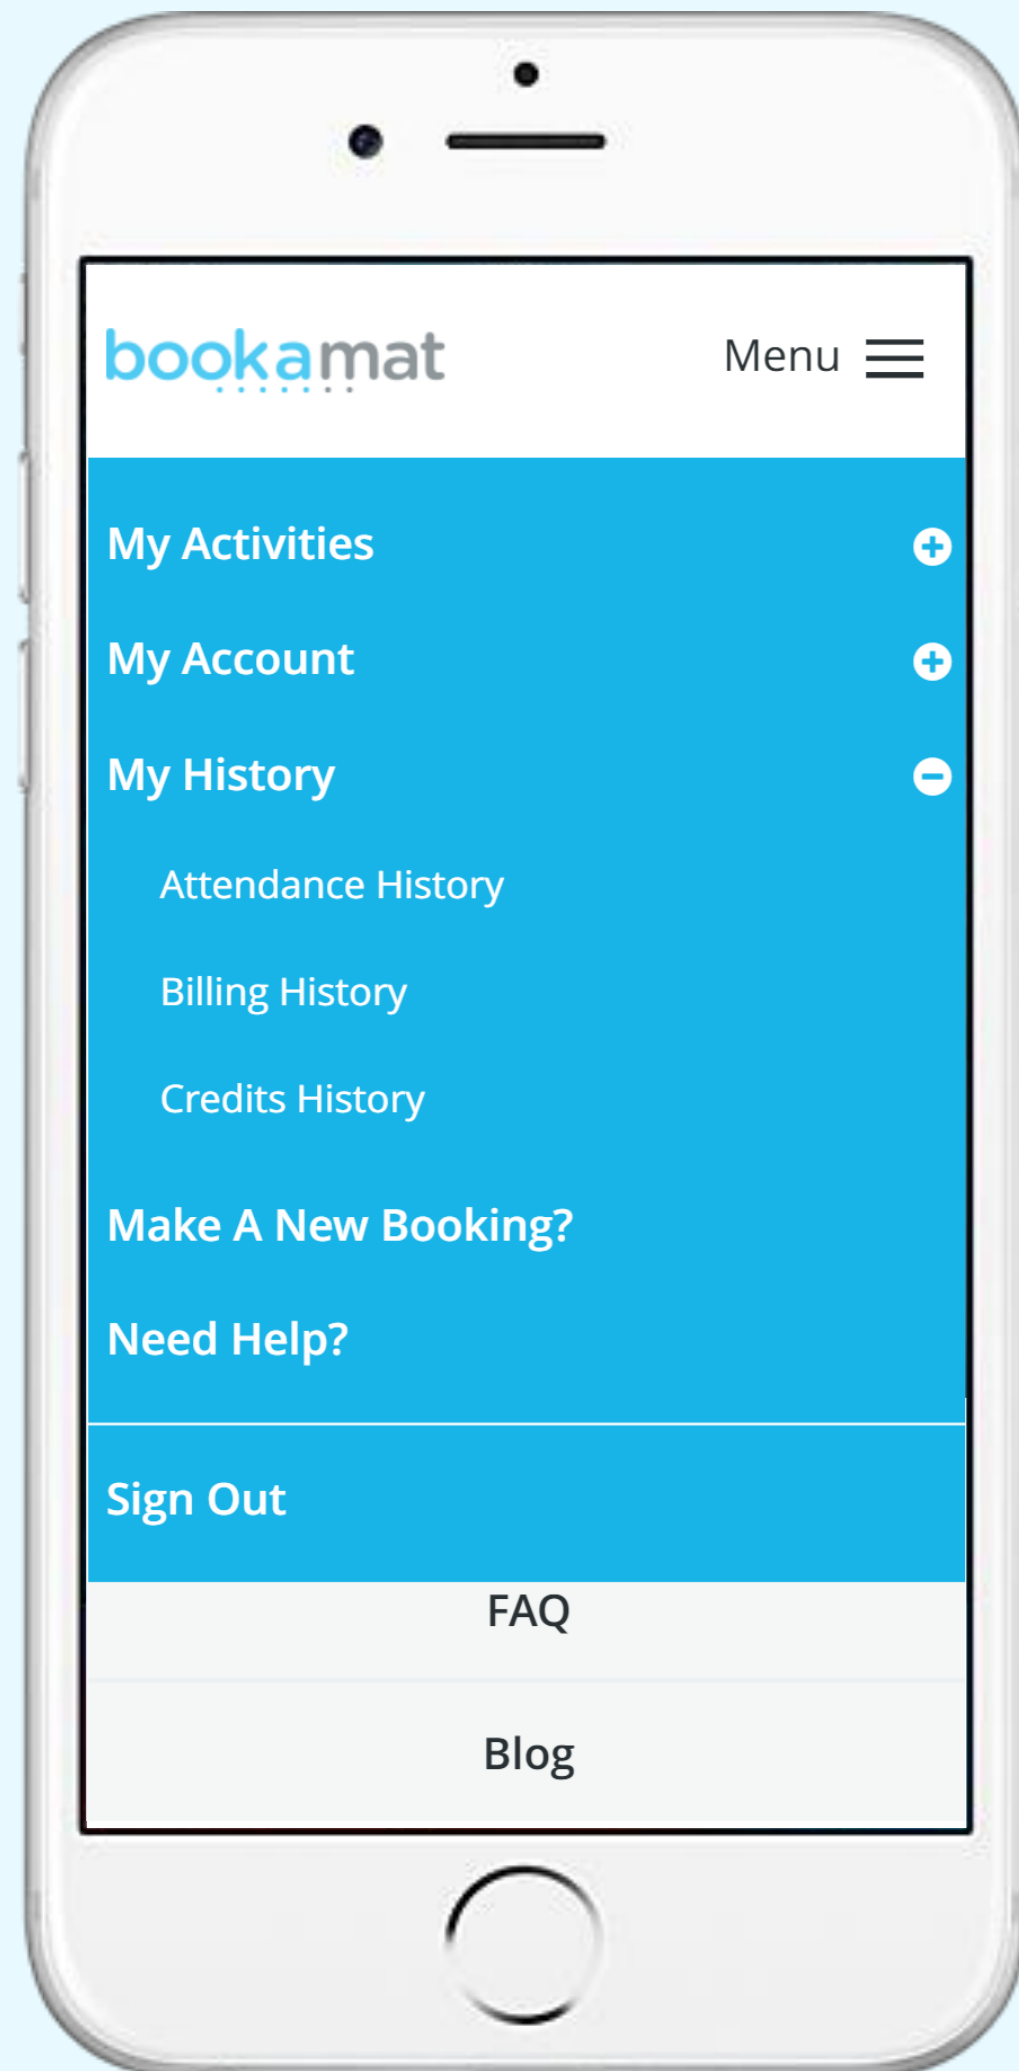 bookamat
Menu
My Activities
My Account
My History
Attendance History
Billing History
Credits History
Make A New Booking?
Need Help?
Sign Out
FAQ
Blog